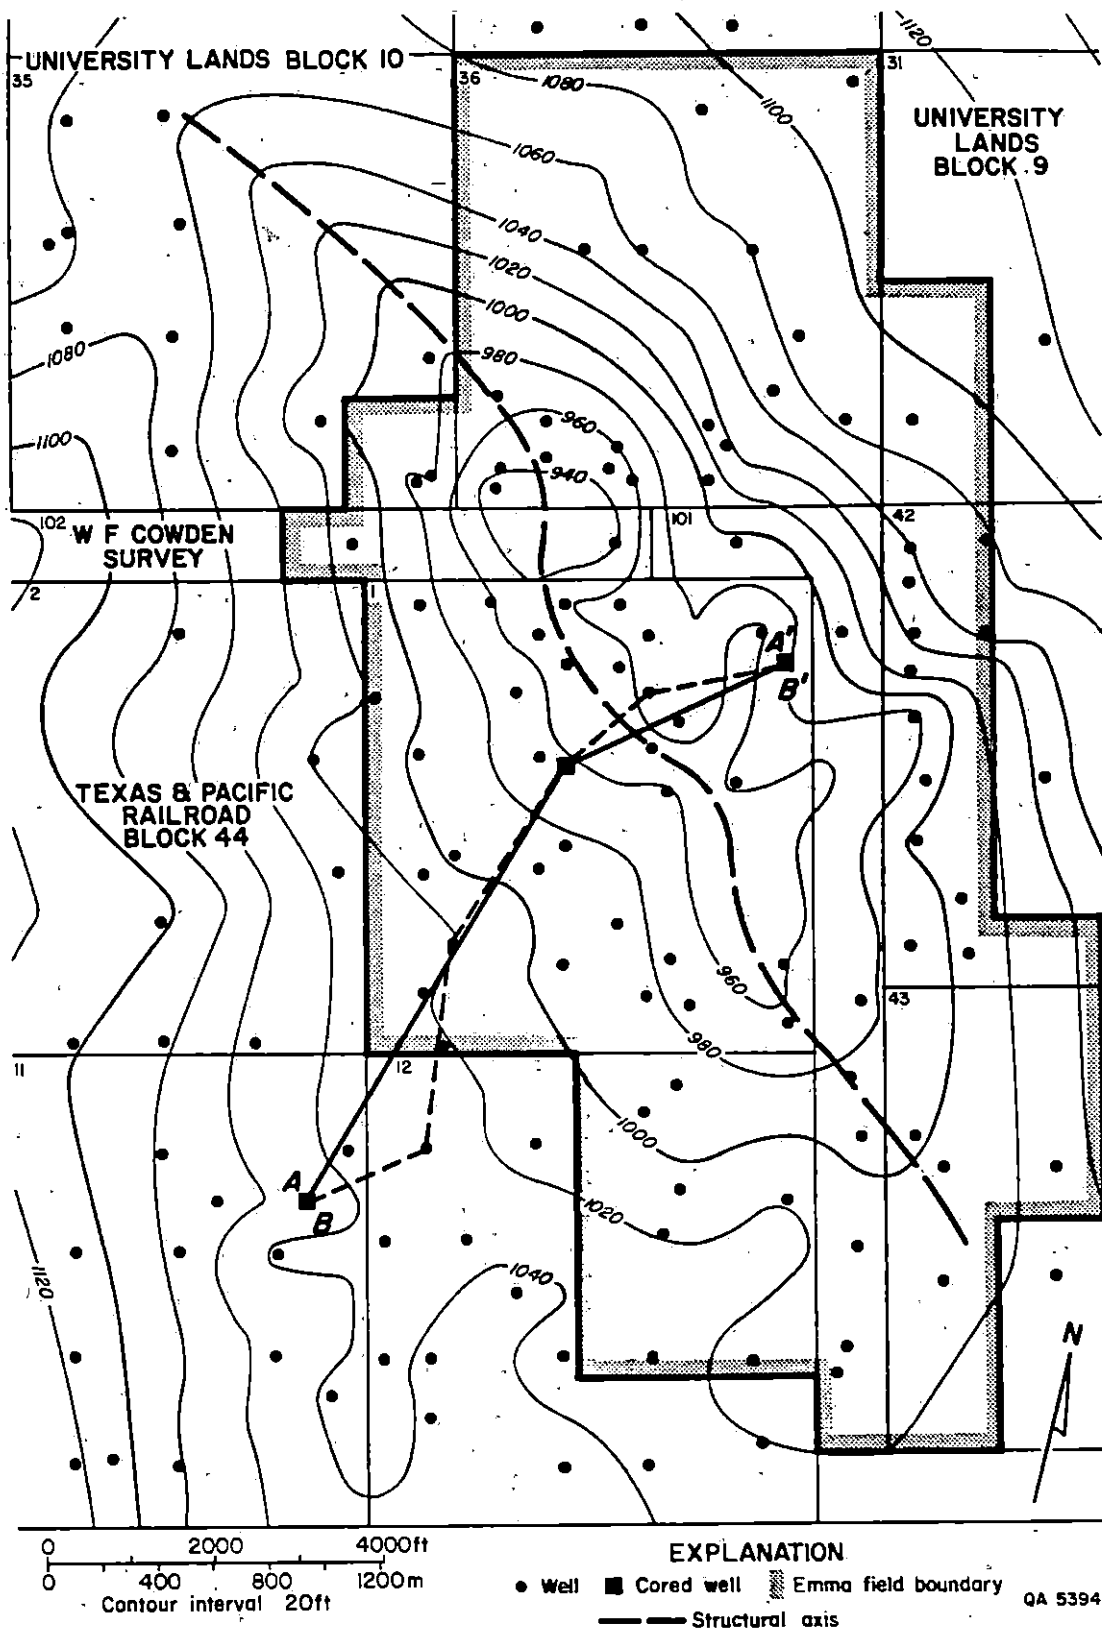 1120
UNIVERSITY LANDS BLOCK 10
35
36
31
1080
1100
UNIVERSITY
LANDS
BLOCK 9
1060
1040
1020
1000
1080
980
960
1100
940
102
W F COWDEN
SURVEY
101
42
2
1
A'
B'
TEXAS & PACIFIC
RAILROAD
BLOCK 44
960
43
980
11
12
1000
A
B
1020
1040
1120
N
0 2000 4000ft
0 400 800 1200m
Contour interval 20ft
EXPLANATION
Well Cored well Emma field boundary
Structural axis
QA 5394